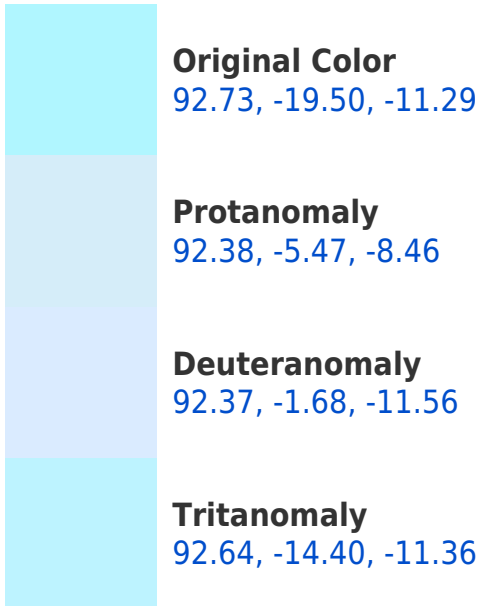 Original Color
92.73, -19.50, -11.29
Protanomaly
92.38, -5.47, -8.46
Deuteranomaly
92.37, -1.68, -11.56
Tritanomaly
92.64, -14.40, -11.36